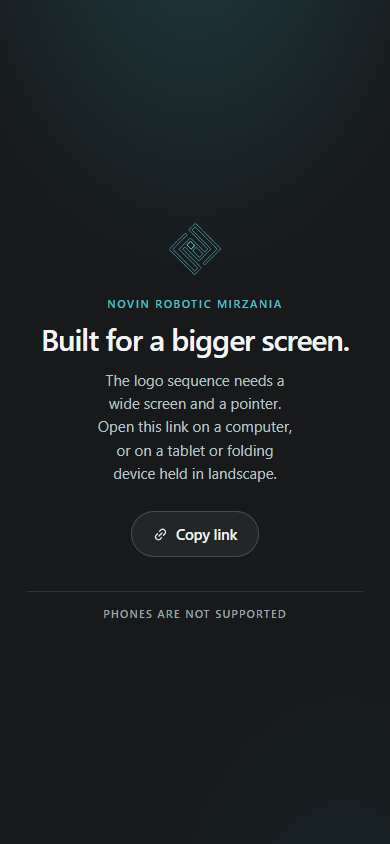 NOVIN ROBOTIC MIRZANIA
Built for a bigger screen.
The logo sequence needs a
wide screen and a pointer.
Open this link on a computer,
or on a tablet or folding
device held in landscape.
Copy link
PHONES ARE NOT SUPPORTED